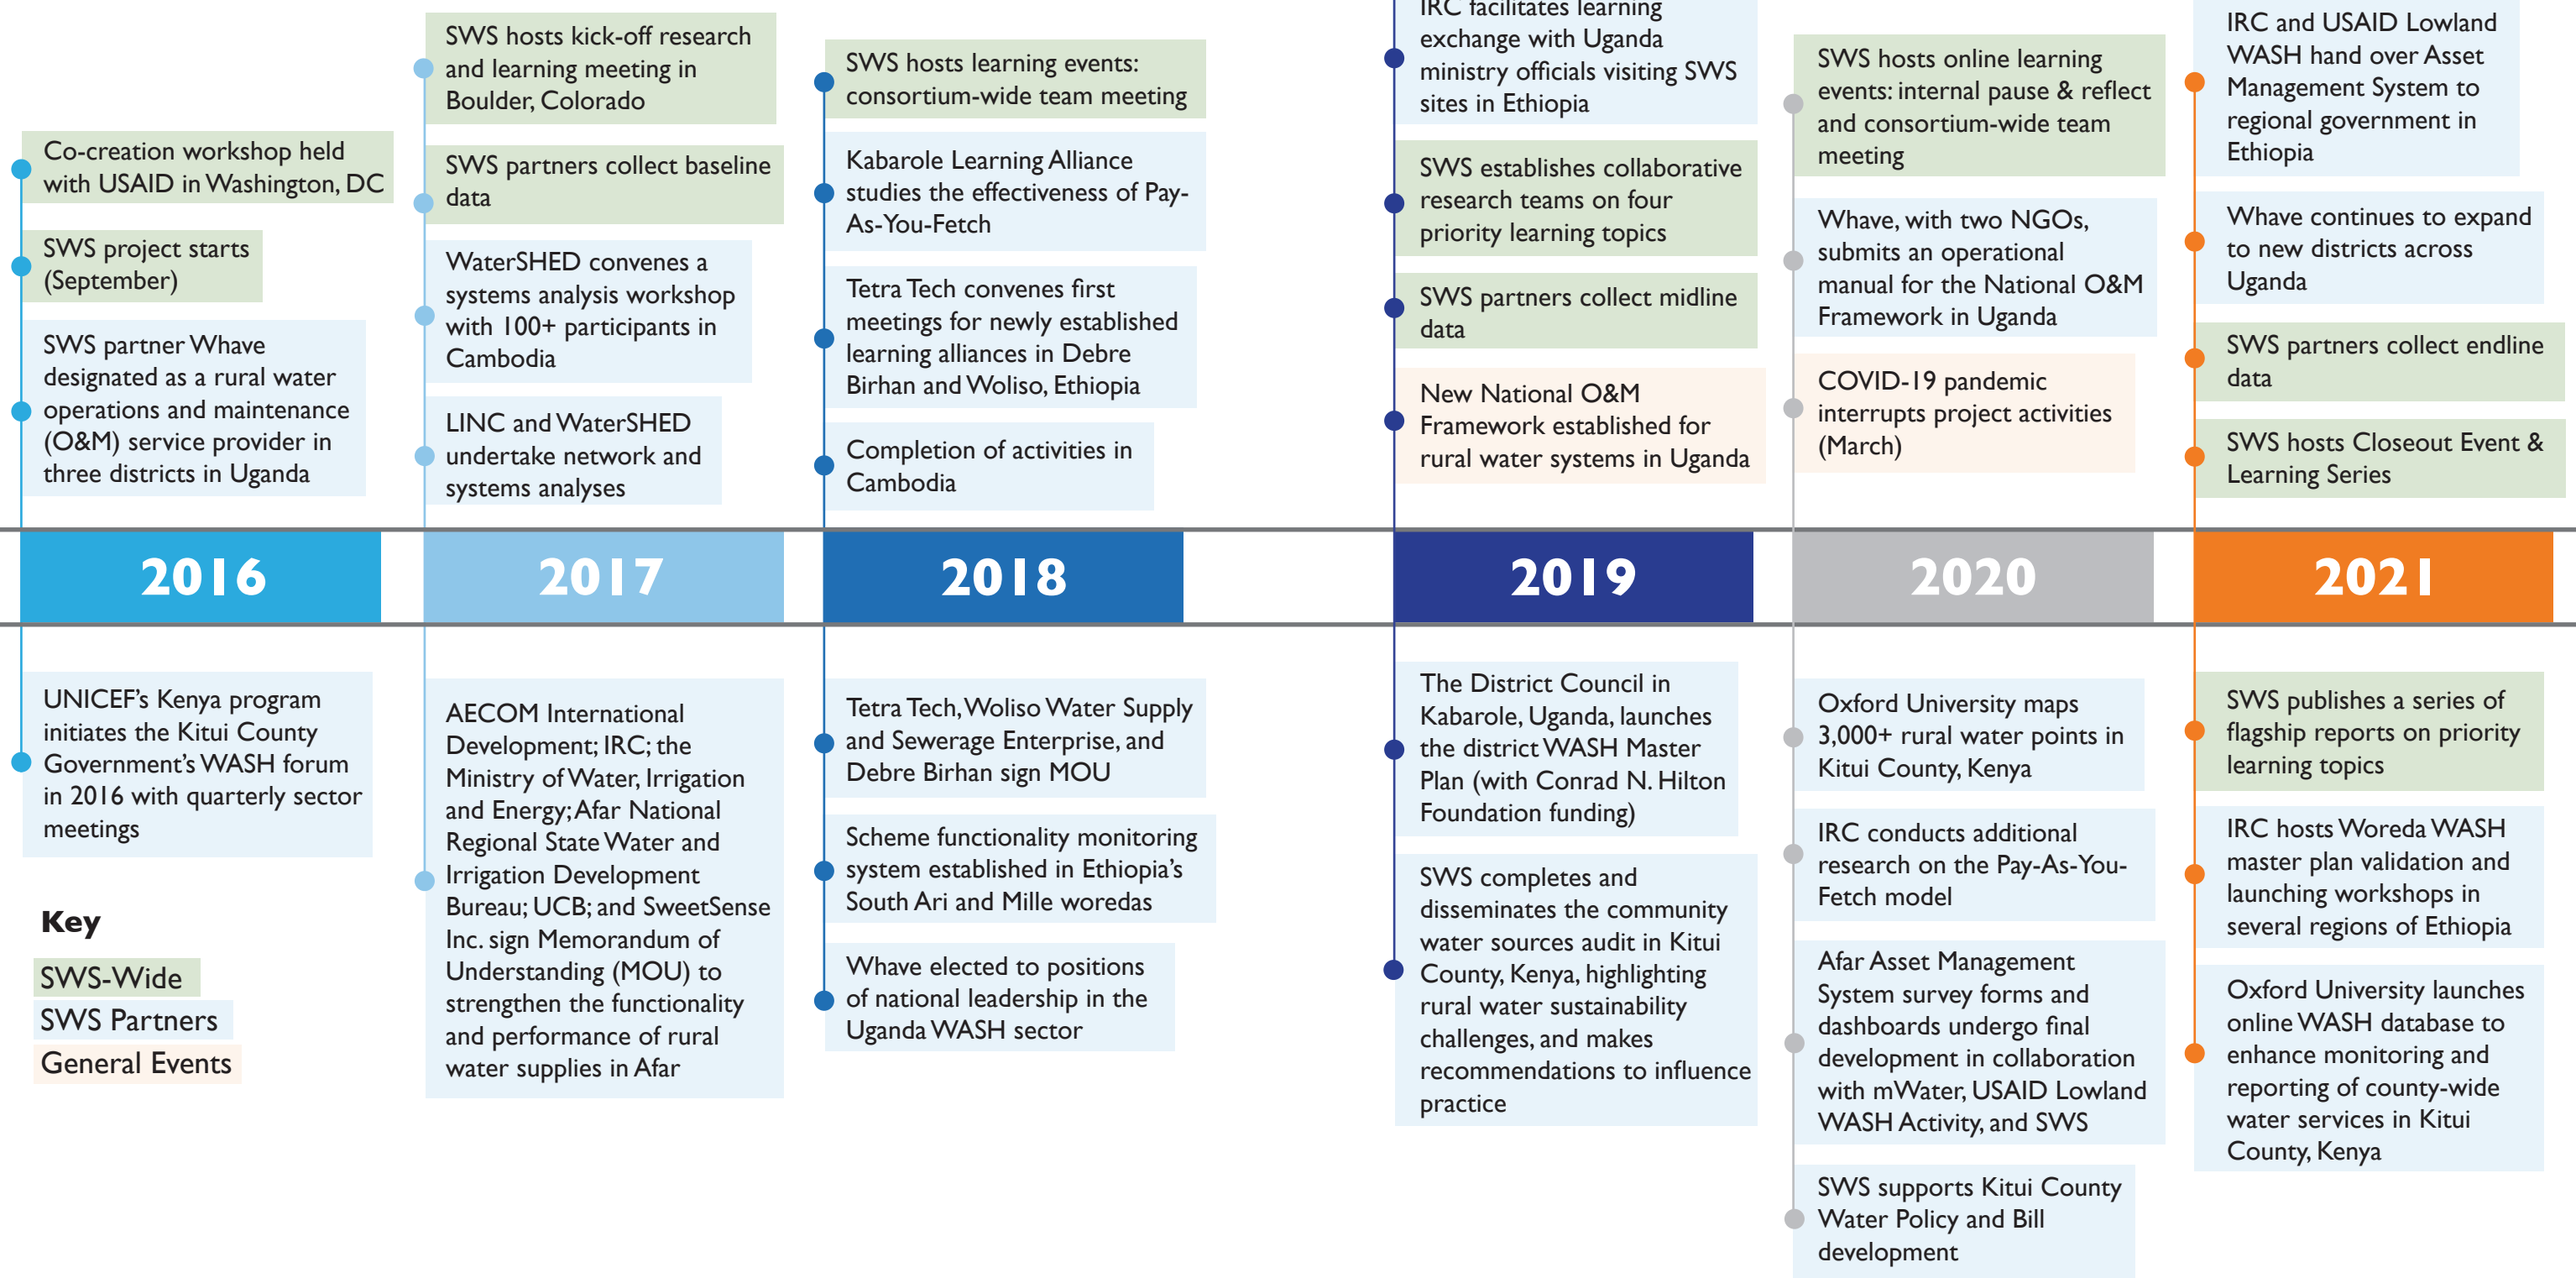 Co-creation workshop held
with USAID in Washington, DC
SWS project starts
(September)
SWS partner Whave
designated as a rural water
operations and maintenance
(O&M) service provider in
three districts in Uganda
SWS hosts kick-off research
and learning meeting in
Boulder, Colorado
SWS partners collect baseline
data
WaterSHED convenes a
systems analysis workshop
with 100+ participants in
Cambodia
LINC and WaterSHED
undertake network and
systems analyses
SWS hosts learning events:
consortium-wide team meeting
Kabarole Learning Alliance
studies the effectiveness of Pay-
As-You-Fetch
Tetra Tech convenes first
meetings for newly established
learning alliances in Debre
Birhan and Woliso, Ethiopia
Completion of activities in
Cambodia
IRC facilitates learning
exchange with Uganda
ministry officials visiting SWS
sites in Ethiopia
SWS establishes collaborative
research teams on four
priority learning topics
SWS partners collect midline
data
New National O&M
Framework established for
rural water systems in Uganda
SWS hosts online learning
events: internal pause & reflect
and consortium-wide team
meeting
Whave, with two NGOs,
submits an operational
manual for the National O&M
Framework in Uganda
COVID-19 pandemic
interrupts project activities
(March)
IRC and USAID Lowland
WASH hand over Asset
Management System to
regional government in
Ethiopia
Whave continues to expand
to new districts across
Uganda
SWS partners collect endline
data
SWS hosts Closeout Event &
Learning Series
2016
2017
2018
2019
2020
2021
UNICEF's Kenya program
initiates the Kitui County
Government's WASH forum
in 2016 with quarterly sector
meetings
Key
SWS-Wide
SWS Partners
General Events
AECOM International
Development; IRC; the
Ministry of Water, Irrigation
and Energy; Afar National
Regional State Water and
Irrigation Development
Bureau; UCB; and SweetSense
Inc. sign Memorandum of
Understanding (MOU) to
strengthen the functionality
and performance of rural
water supplies in Afar
Tetra Tech, Woliso Water Supply
and Sewerage Enterprise, and
Debre Birhan sign MOU
Scheme functionality monitoring
system established in Ethiopia's
South Ari and Mille woredas
Whave elected to positions
of national leadership in the
Uganda WASH sector
The District Council in
Kabarole, Uganda, launches
the district WASH Master
Plan (with Conrad N. Hilton
Foundation funding)
SWS completes and
disseminates the community
water sources audit in Kitui
County, Kenya, highlighting
rural water sustainability
challenges, and makes
recommendations to influence
practice
Oxford University maps
3,000+ rural water points in
Kitui County, Kenya
IRC conducts additional
research on the Pay-As-You-
Fetch model
Afar Asset Management
System survey forms and
dashboards undergo final
development in collaboration
with mWater, USAID Lowland
WASH Activity, and SWS
SWS supports Kitui County
Water Policy and Bill
development
SWS publishes a series of
flagship reports on priority
learning topics
IRC hosts Woreda WASH
master plan validation and
launching workshops in
several regions of Ethiopia
Oxford University launches
online WASH database to
enhance monitoring and
reporting of county-wide
water services in Kitui
County, Kenya